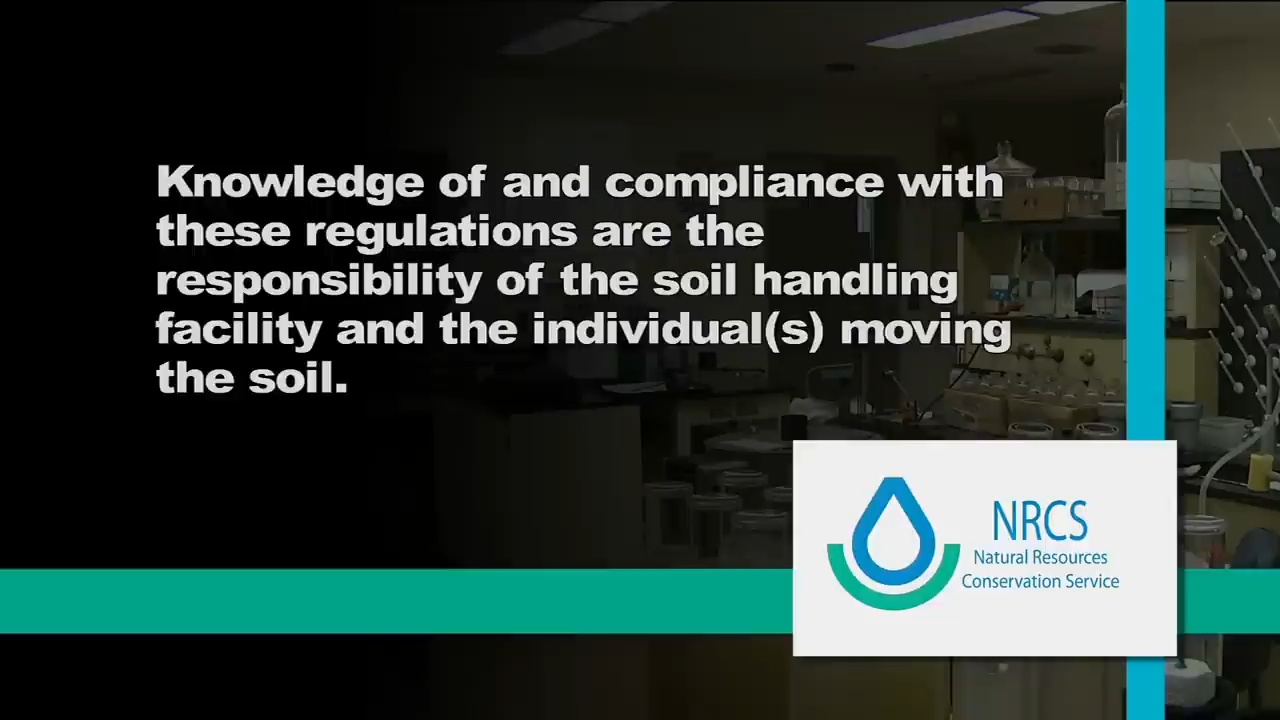 Knowledge of and compliance with
these regulations are the
responsibility of the soil handling
facility and the individual(s) moving
the soil.
NRCS
Natural Resources
Conservation Service